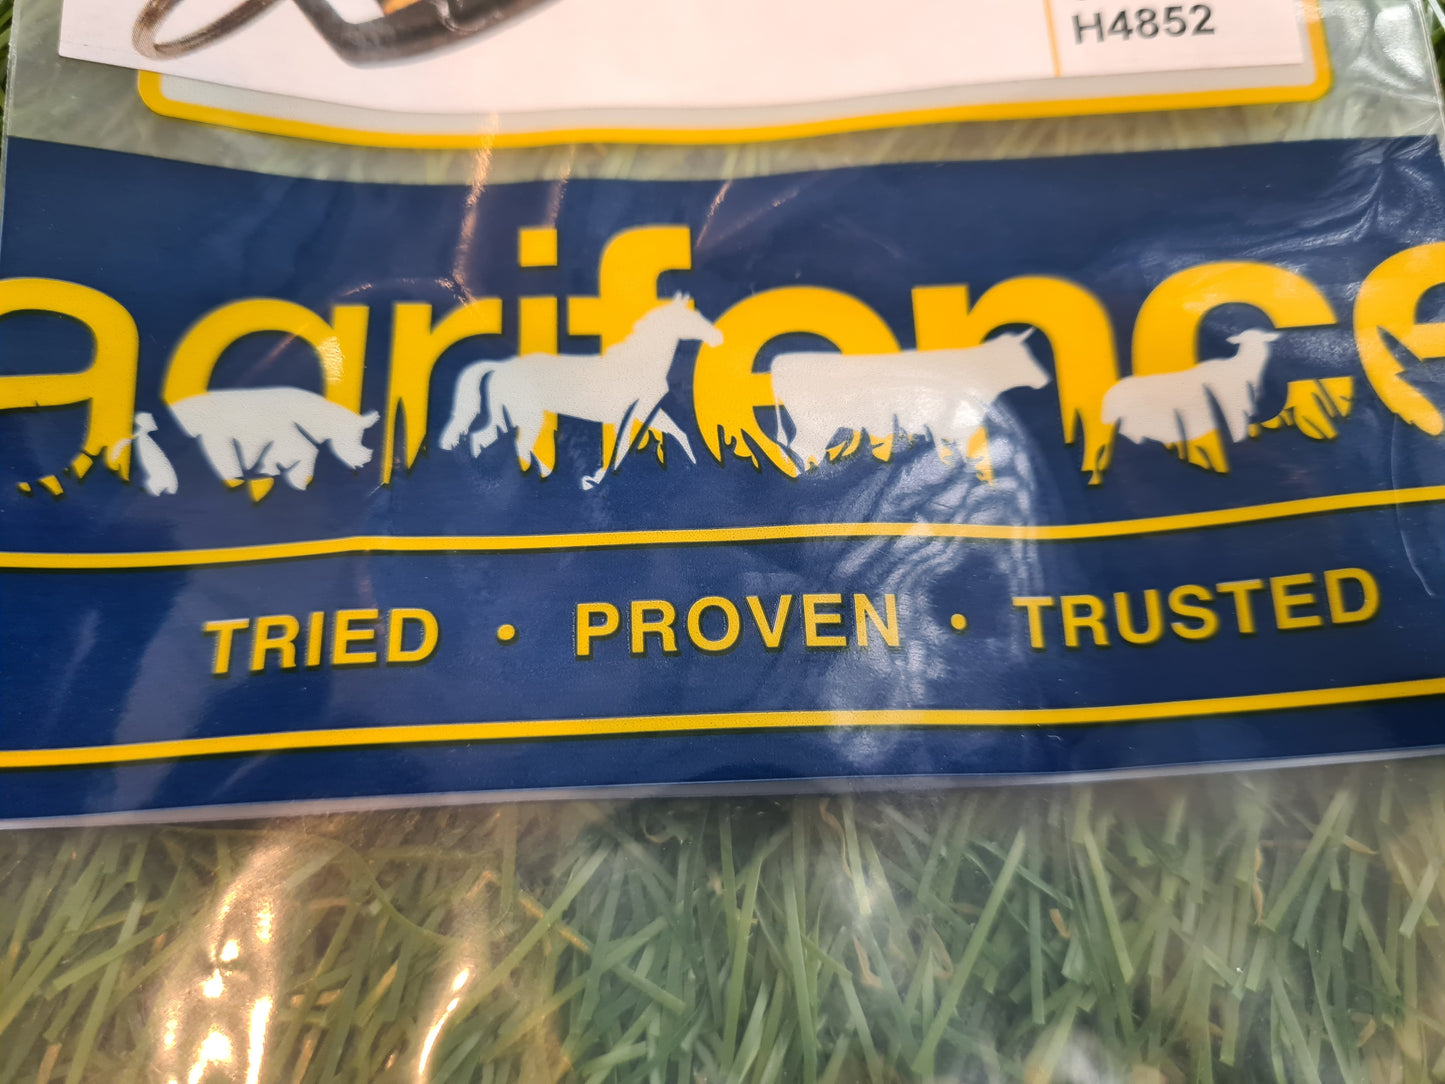 H4852
agrifence
TRIED • PROVEN • TRUSTED